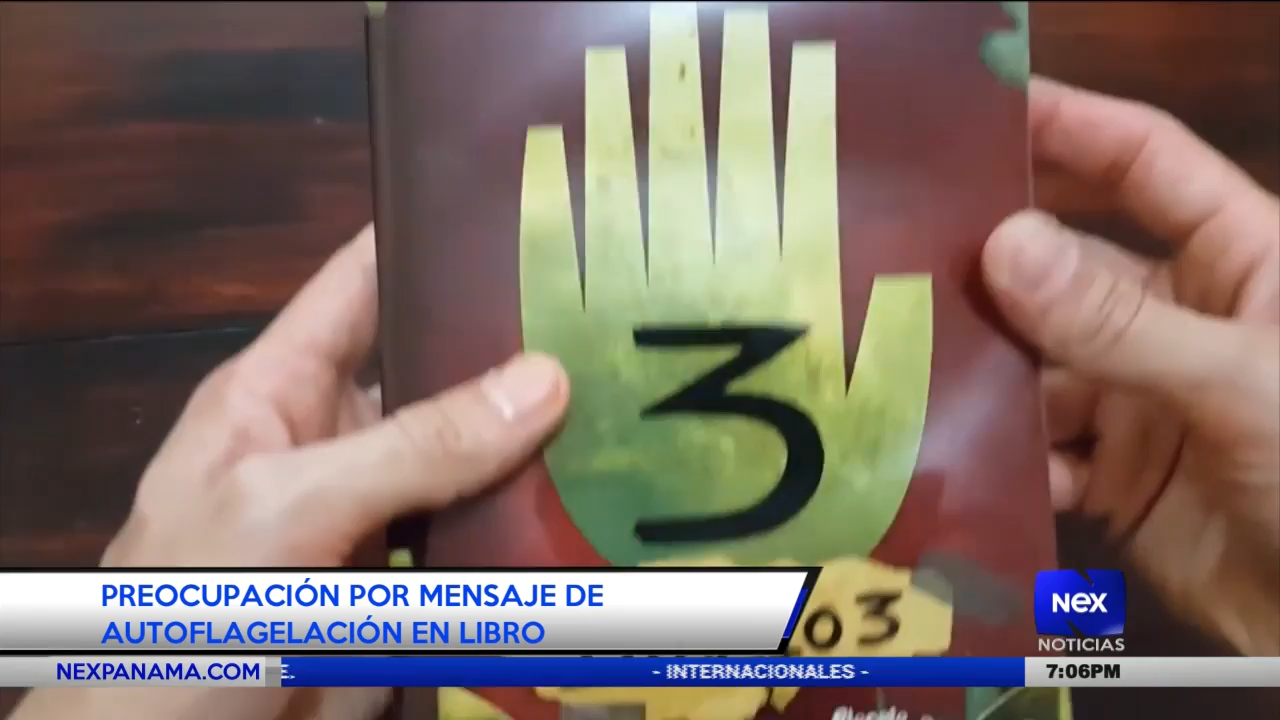 3
03
PREOCUPACIÓN POR MENSAJE DE
AUTOFLAGELACIÓN EN LIBRO
NEX
NOTICIAS
NEXPANAMA.COM
E.
- INTERNACIONALES -
7:06PM